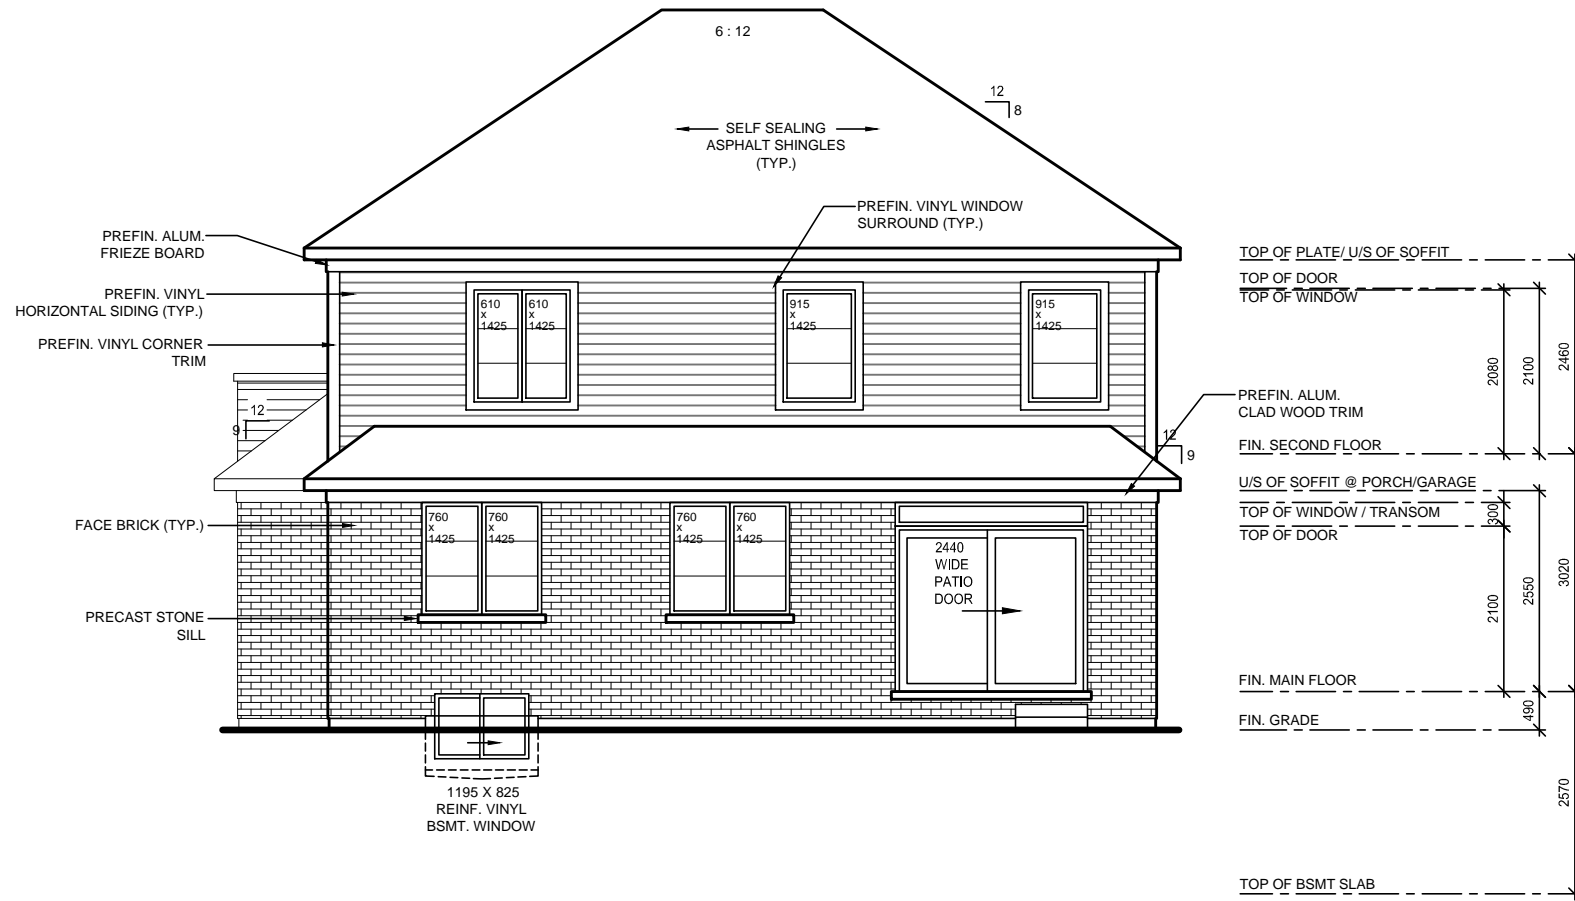 6 : 12
12
8
SELF SEALING
ASPHALT SHINGLES
(TYP.)
PREFIN. VINYL WINDOW
SURROUND (TYP.)
PREFIN. ALUM.
FRIEZE BOARD
PREFIN. VINYL
HORIZONTAL SIDING (TYP.)
PREFIN. VINYL CORNER
TRIM
610
x
1425
610
x
1425
915
x
1425
915
x
1425
12
9
12
9
PREFIN. ALUM.
CLAD WOOD TRIM
FACE BRICK (TYP.)
PRECAST STONE
SILL
760
x
1425
760
x
1425
760
x
1425
760
x
1425
2440
WIDE
PATIO
DOOR
1195 X 825
REINF. VINYL
BSMT. WINDOW
TOP OF PLATE/ U/S OF SOFFIT
TOP OF DOOR
TOP OF WINDOW
2080
2100
2460
FIN. SECOND FLOOR
U/S OF SOFFIT @ PORCH/GARAGE
TOP OF WINDOW / TRANSOM
TOP OF DOOR
300
2100
2550
3020
FIN. MAIN FLOOR
490
FIN. GRADE
2570
TOP OF BSMT SLAB